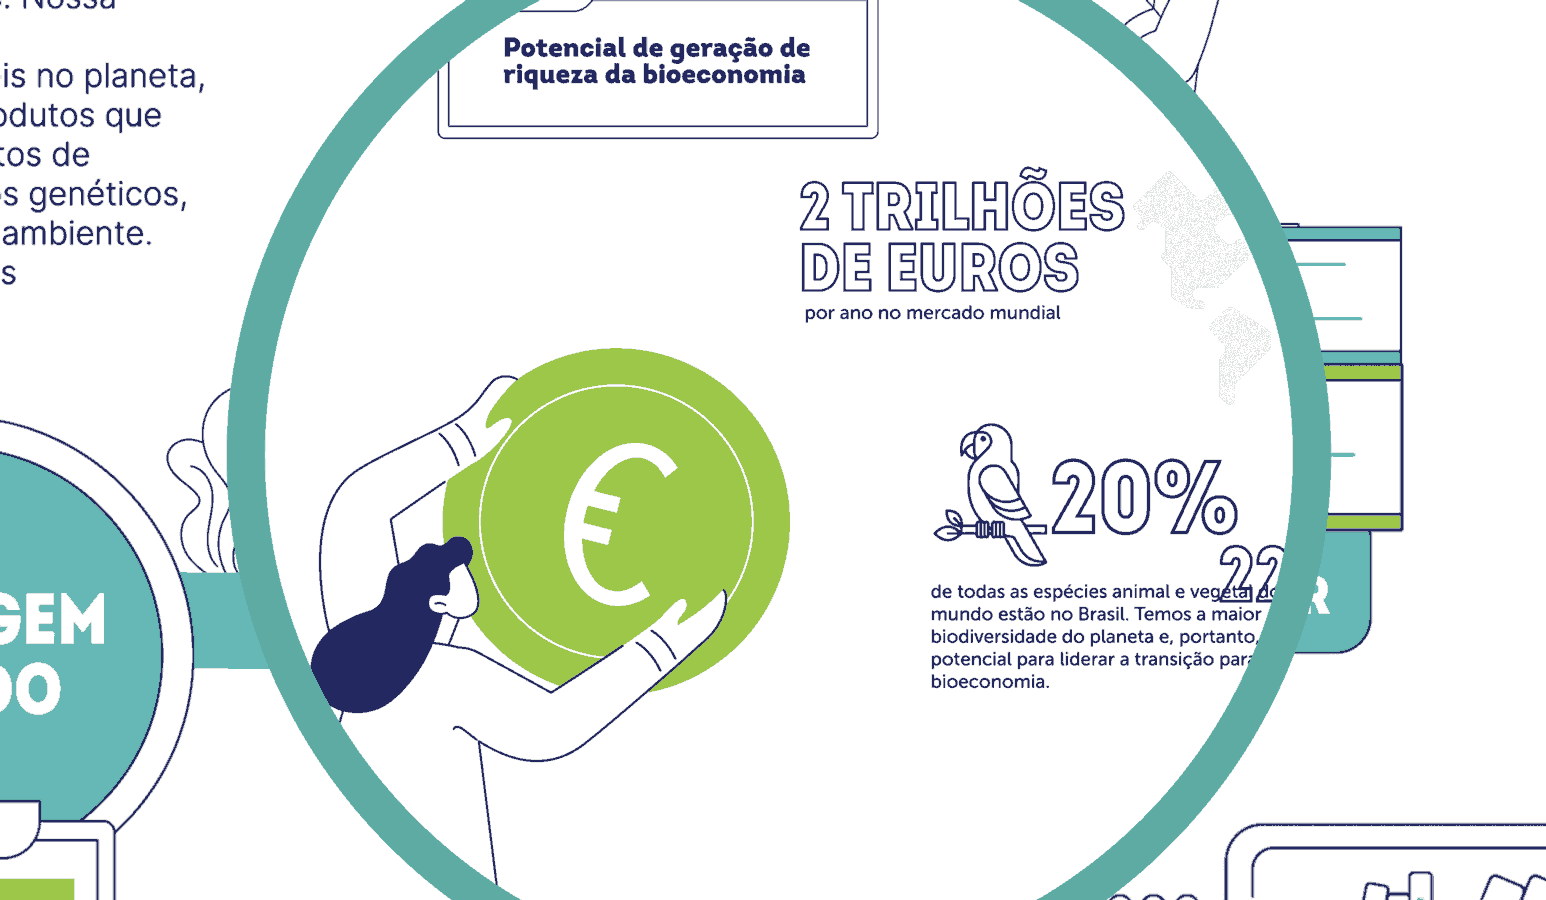 Nossa
is no planeta,
odutos que
tos de
os genéticos,
ambiente.
s
Potencial de geração de
riqueza da bioeconomia
2 TRILHÕES
DE EUROS
por ano no mercado mundial
€
20%
22
de todas as espécies animal e vegetal do
mundo estão no Brasil. Temos a maior
biodiversidade do planeta e, portanto,
potencial para liderar a transição para
bioeconomia.
GEM
DO
R